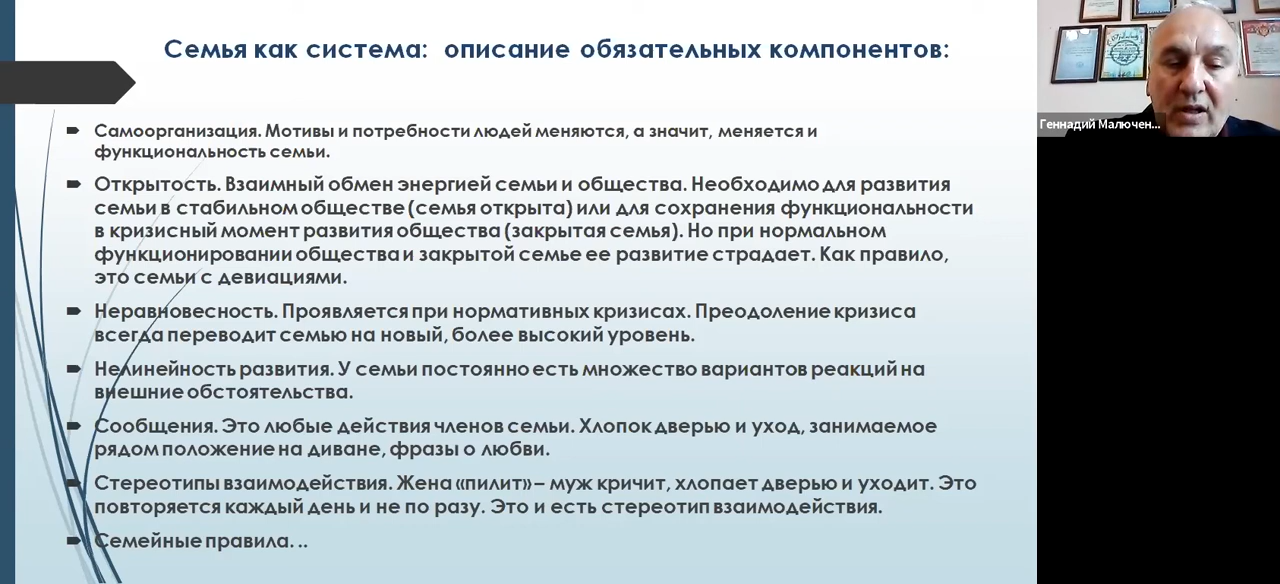 Семья как система: описание обязательных компонентов:
Самоорганизация. Мотивы и потребности людей меняются, а значит, меняется и
функциональность семьи.
Открытость. Взаимный обмен энергией семьи и общества. Необходимо для развития
семьи в стабильном обществе (семья открыта) или для сохранения функциональности
в кризисный момент развития общества (закрытая семья). Но при нормальном
функционировании общества и закрытой семье ее развитие страдает. Как правило,
это семьи с девиациями.
Неравновесность. Проявляется при нормативных кризисах. Преодоление кризиса
всегда переводит семью на новый, более высокий уровень.
Нелинейность развития. У семьи постоянно есть множество вариантов реакций на
внешние обстоятельства.
Сообщения. Это любые действия членов семьи. Хлопок дверью и уход, занимаемое
рядом положение на диване, фразы о любви.
Стереотипы взаимодействия. Жена «пилит» – муж кричит, хлопает дверью и уходит. Это
повторяется каждый день и не по разу. Это и есть стереотип взаимодействия.
Семейные правила. ..
Геннадий Малючен...